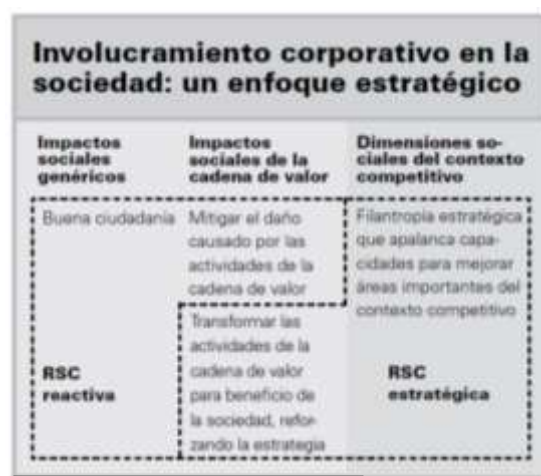 Involucramiento corporativo en la
sociedad: un enfoque estratégico
Impactos
sociales
genéricos
Impactos
sociales de la
cadena de valor
Dimensiones so-
ciales del contexto
competitivo
Buena ciudadanía
Mitigar el daño
causado por las
actividades de la
cadena de valor
Transformar las
actividades de la
cadena de valor
para beneficio de
la sociedad, refor-
zando la estrategia
Filantropía estratégica
que apalanca capa-
cidades para mejorar
áreas importantes del
contexto competitivo
RSC
reactiva
RSC
estratégica